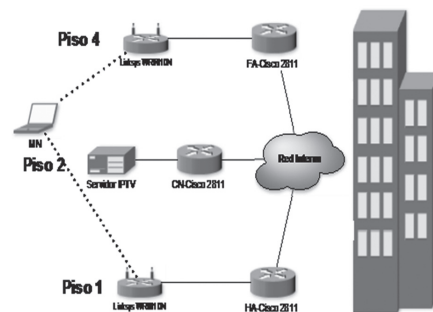 Piso 4
Linksys WRT610N
FA-Cisco 2811
MN
Piso 2
Servidor IPTV
CN-Cisco 2811
Red Interna
Piso 1
Linksys WRT610N
HA-Cisco 2811